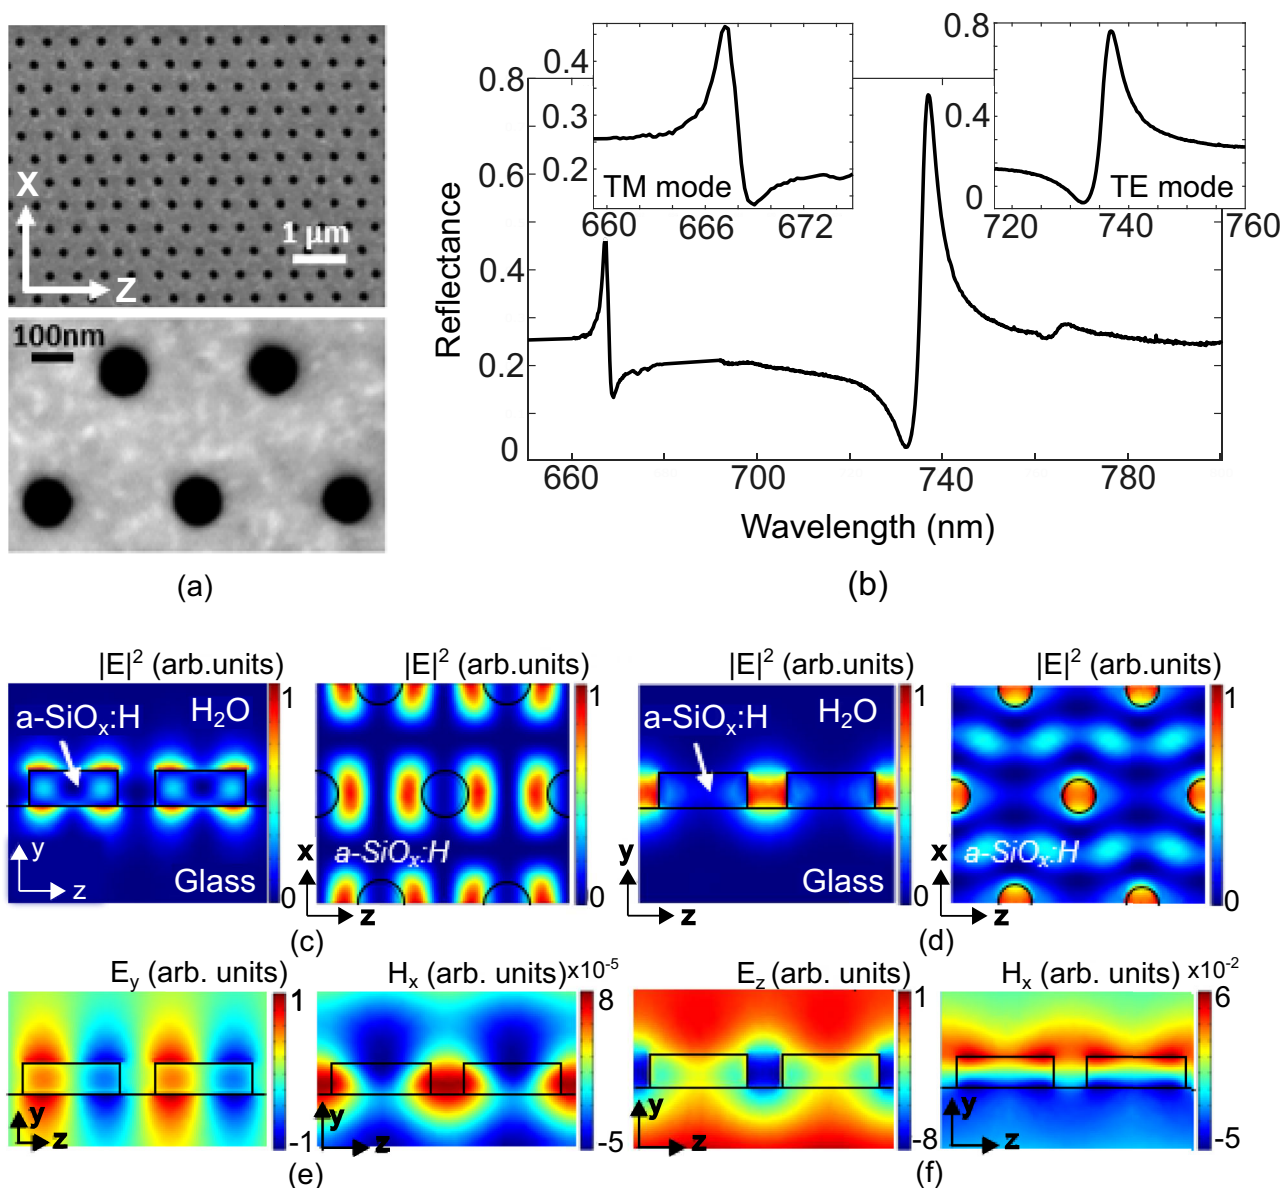 X
Z
1 μm
100nm
(a)
Reflectance
0.8
0.6
0.4
0.2
0
660
700
740
780
Wavelength (nm)
(b)
0.4
0.3
0.2
TM mode
660
666
672
0.8
0.4
0
TE mode
720
740
760
|E|² (arb.units)
a-SiOₓ:H
H₂O
Glass
y
z
1
0
|E|² (arb.units)
a-SiOₓ:H
x
z
1
0
(c)
|E|² (arb.units)
a-SiOₓ:H
H₂O
Glass
y
z
1
0
|E|² (arb.units)
a-SiOₓ:H
x
z
1
0
(d)
E_y (arb. units)
y
z
1
-1
H_x (arb. units) x10⁻⁵
y
z
8
-5
(e)
E_z (arb. units)
y
z
1
-8
H_x (arb. units) x10⁻²
y
z
6
-5
(f)